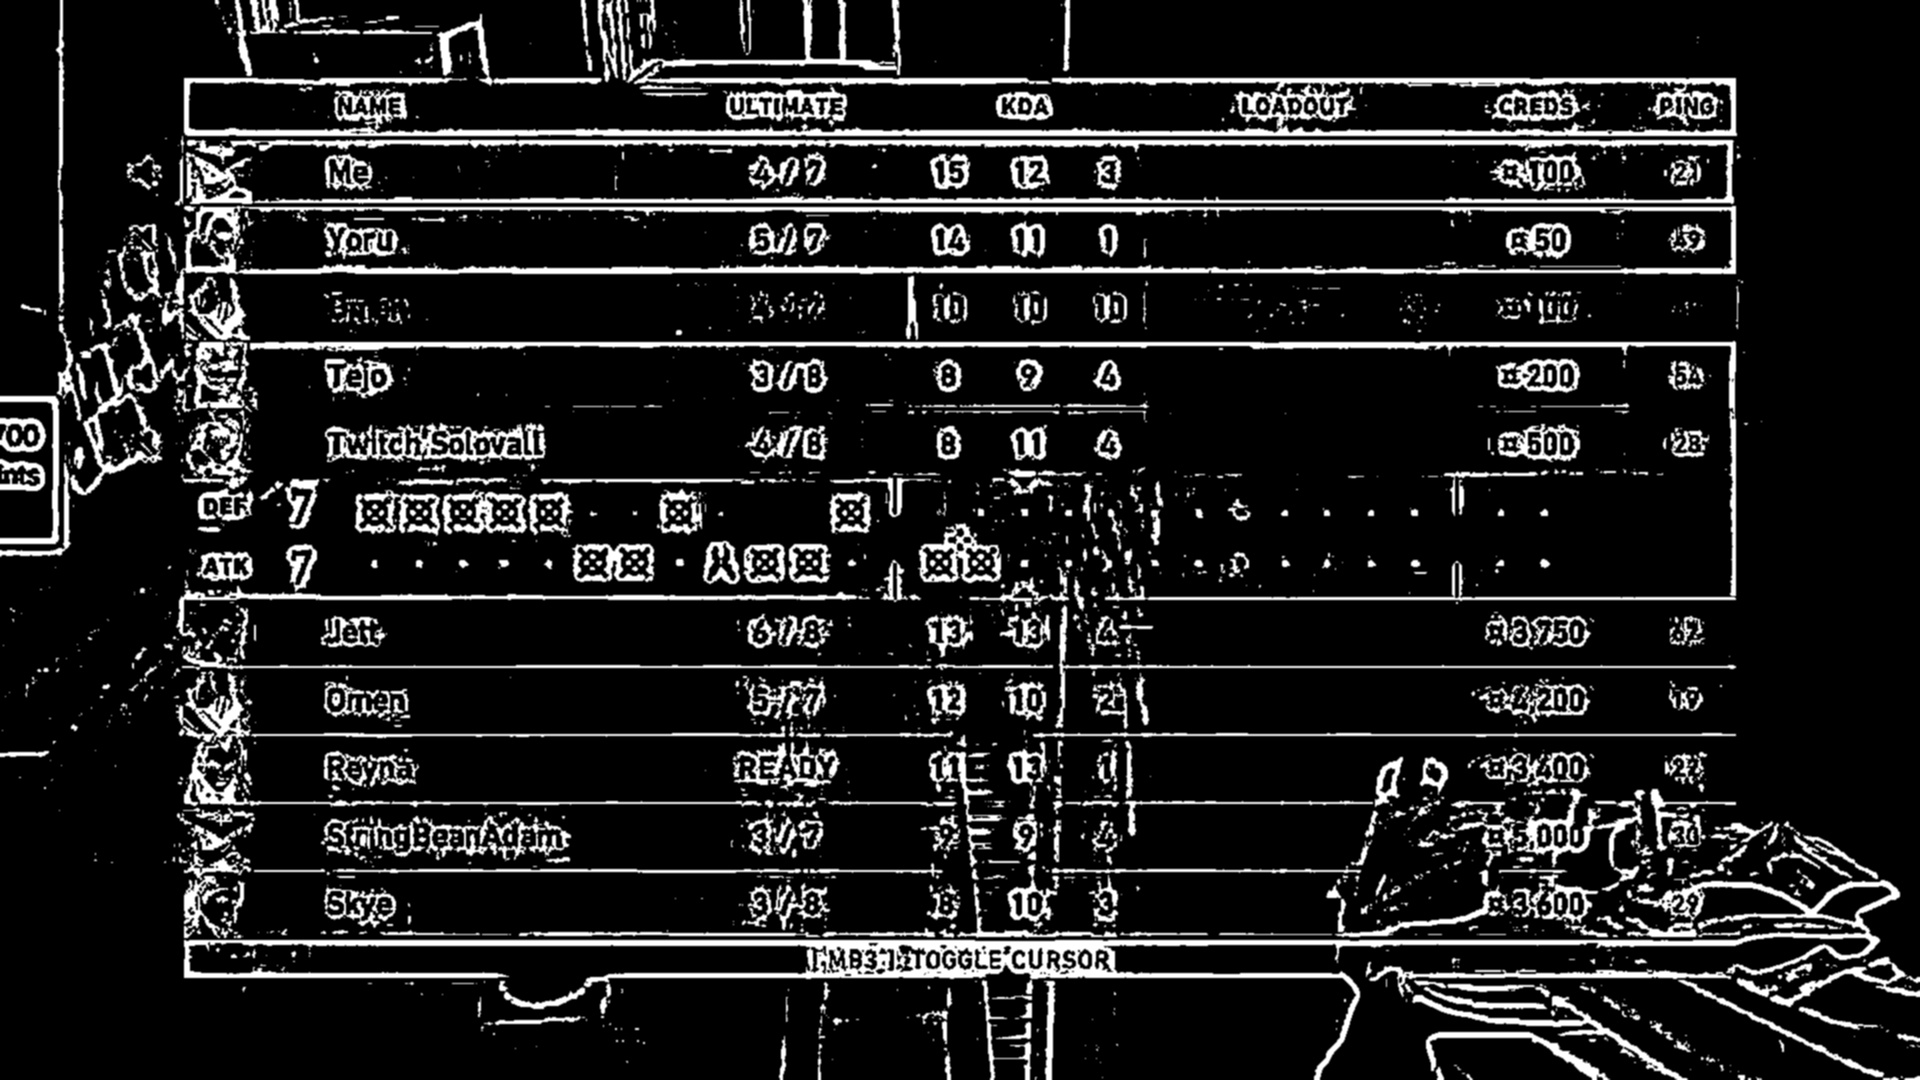 NAME ULTIMATE KDA LOADOUT CREDS PING
Me 4/7 15 12 3 100 21
Yoru 5/7 14 11 1 50
10 10 10 100
Tejo 3/8 8 9 4 200
700
Twitch Solovall 4/8 8 11 4 500 28
DEF 7
ATK 7
Jett 6/8 13 13 4 3,750
Omen 5/7 12 10 2 4,200 19
Reyna READY 11 13 1 3,400
StringBeanAdam 3/7 9 9 4 5,000 30
Skye 3/8 8 10 3 3,600 29
[MB3] TOGGLE CURSOR